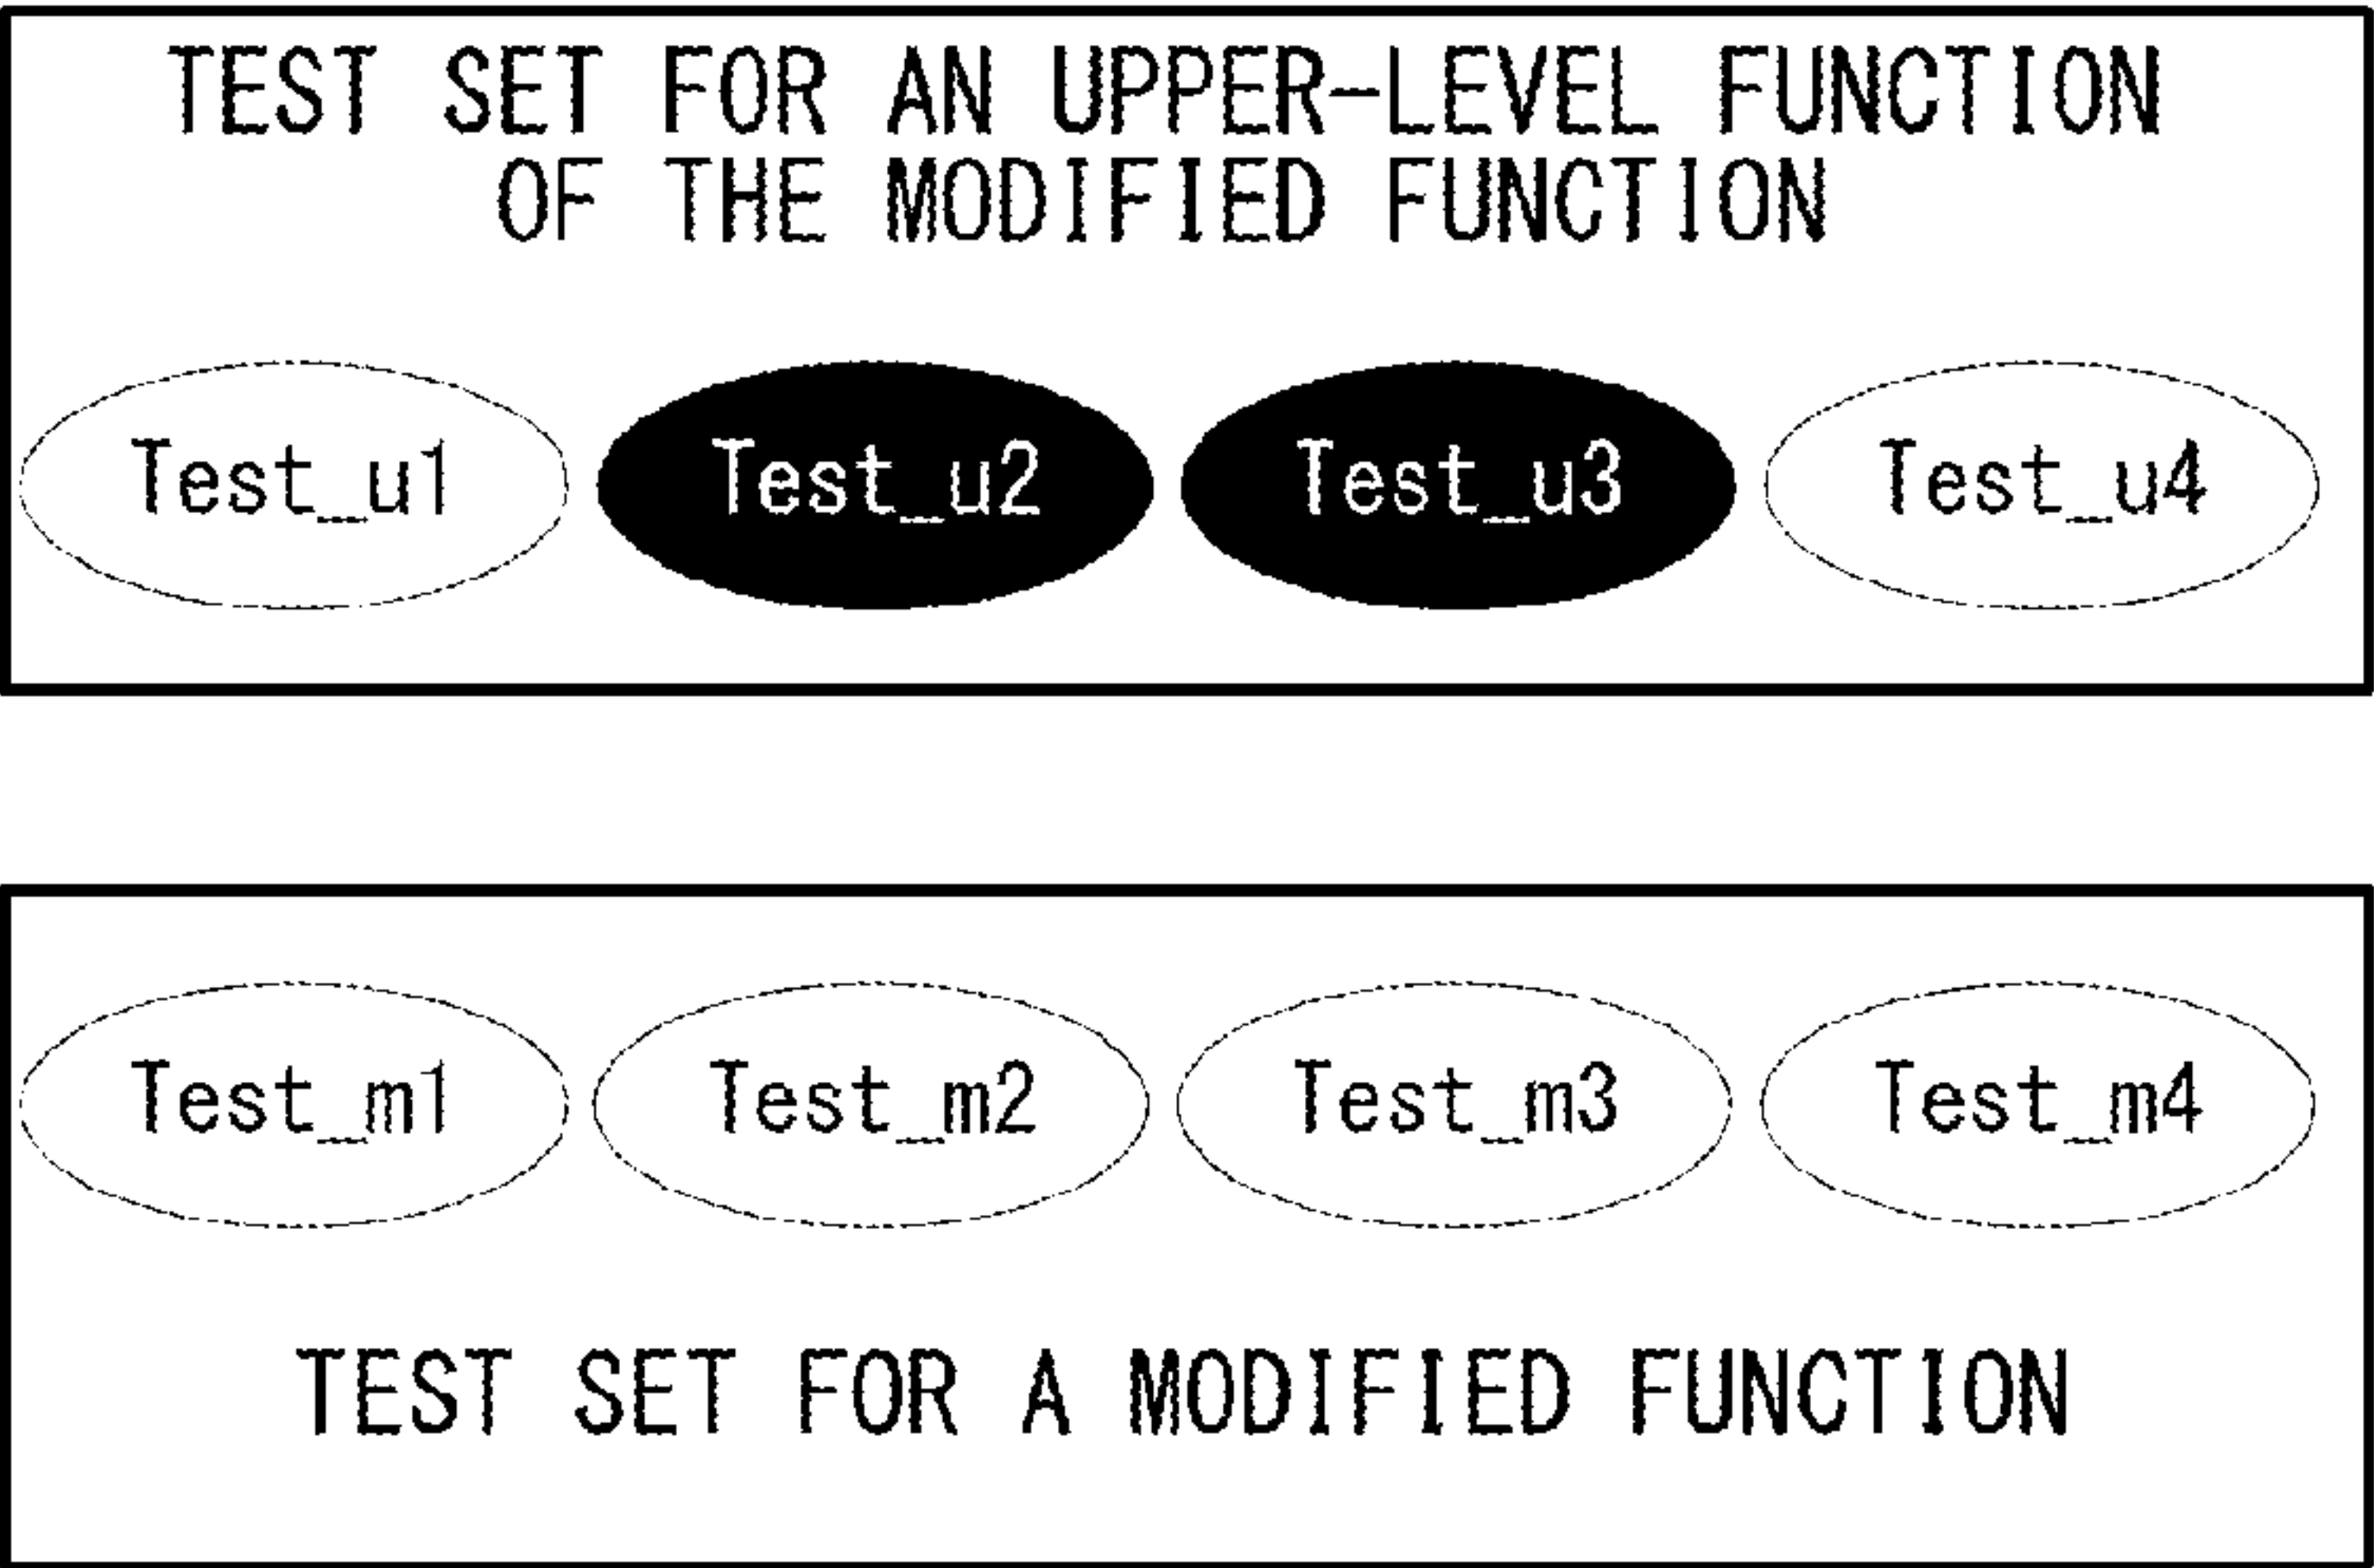 TEST SET FOR AN UPPER-LEVEL FUNCTION
OF THE MODIFIED FUNCTION
Test_u1 Test_u2 Test_u3 Test_u4
Test_m1 Test_m2 Test_m3 Test_m4
TEST SET FOR A MODIFIED FUNCTION